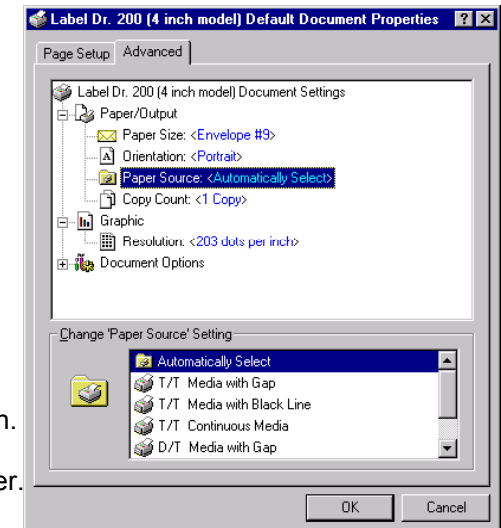 Label Dr. 200 (4 inch model) Default Document Properties
Page Setup
Advanced
Label Dr. 200 (4 inch model) Document Settings
Paper/Output
Paper Size: <Envelope #9>
Orientation: <Portrait>
Paper Source: <Automatically Select>
Copy Count: <1 Copy>
Graphic
Resolution: <203 dots per inch>
Document Options
Change 'Paper Source' Setting
Automatically Select
T/T Media with Gap
T/T Media with Black Line
T/T Continuous Media
D/T Media with Gap
n.
er.
OK
Cancel